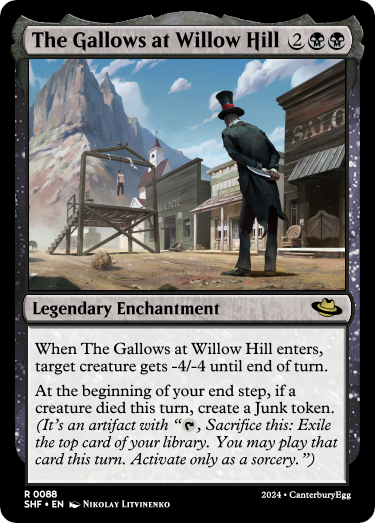 The Gallows at Willow Hill 2
SALO
BANK
Legendary Enchantment
When The Gallows at Willow Hill enters,
target creature gets -4/-4 until end of turn.
At the beginning of your end step, if a
creature died this turn, create a Junk token.
(It's an artifact with “, Sacrifice this: Exile
the top card of your library. You may play that
card this turn. Activate only as a sorcery.”)
R 0088
SHF • EN Nikolay Litvinenko
2024 • CanterburyEgg